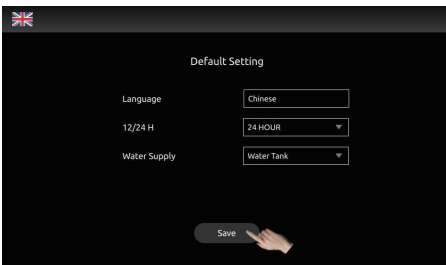 Default Setting
Language Chinese
12/24 H 24 HOUR
Water Supply Water Tank
Save